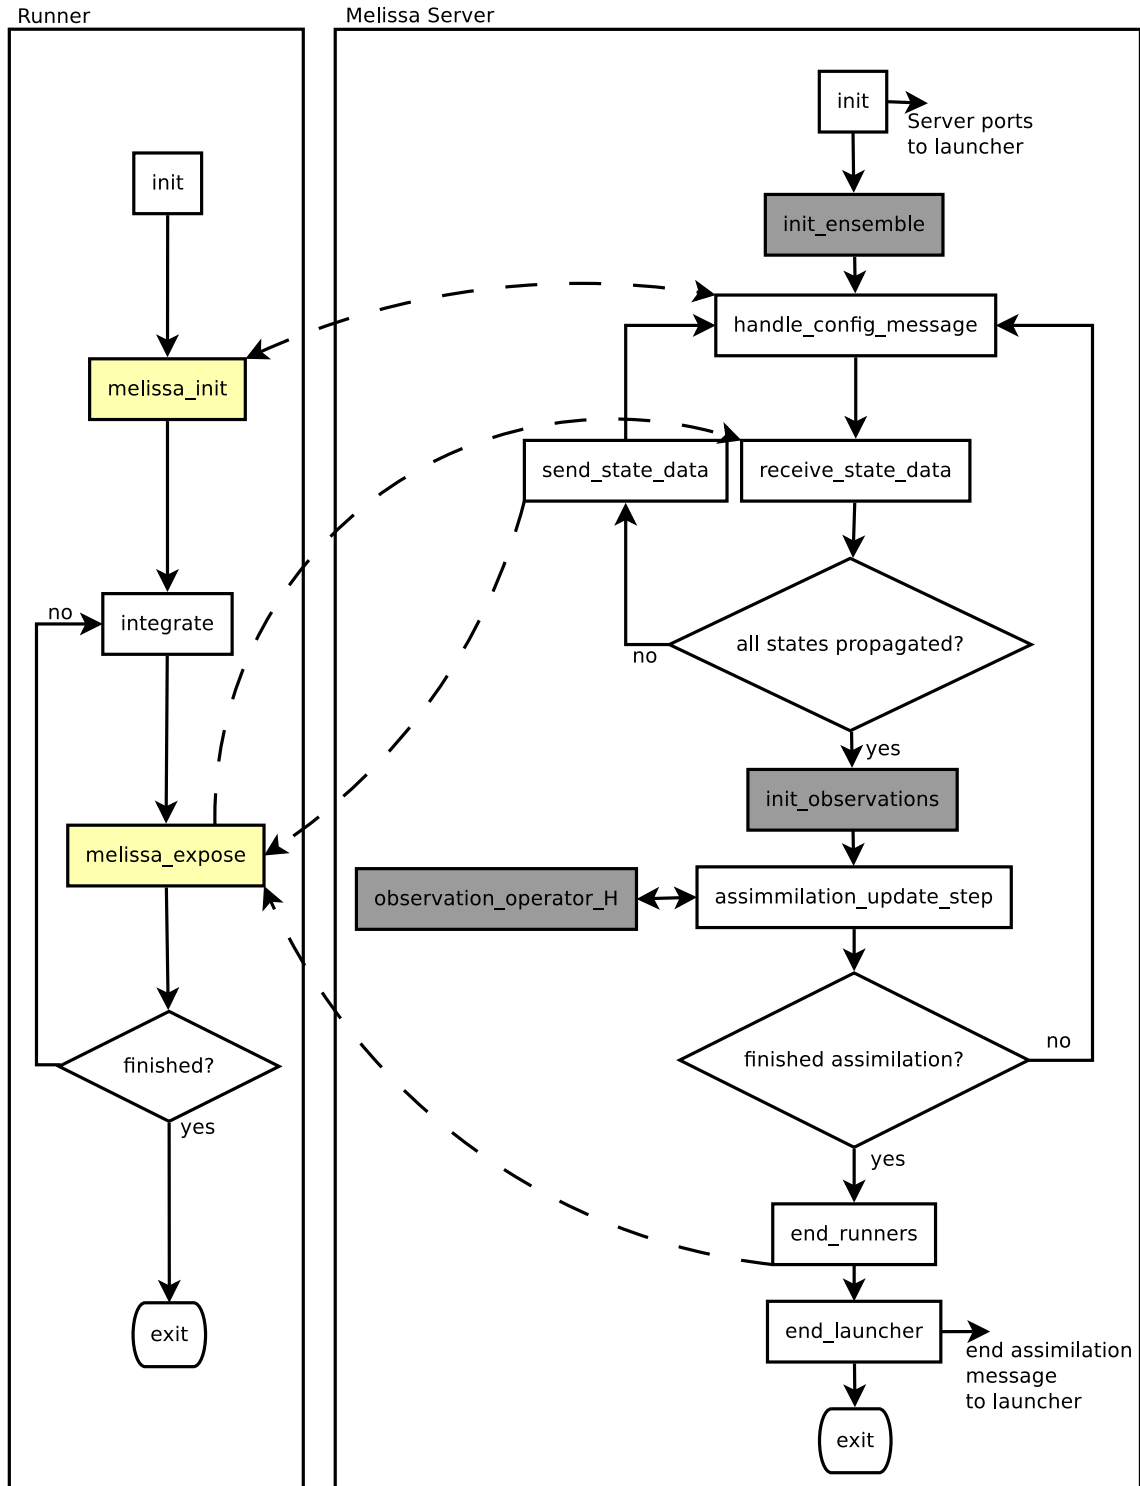 Runner
init
melissa_init
no
integrate
melissa_expose
finished?
yes
exit
Melissa Server
init
Server ports
to launcher
init_ensemble
handle_config_message
send_state_data
receive_state_data
all states propagated?
no
yes
init_observations
observation_operator_H
assimmilation_update_step
finished assimilation?
no
yes
end_runners
end_launcher
end assimilation
message
to launcher
exit